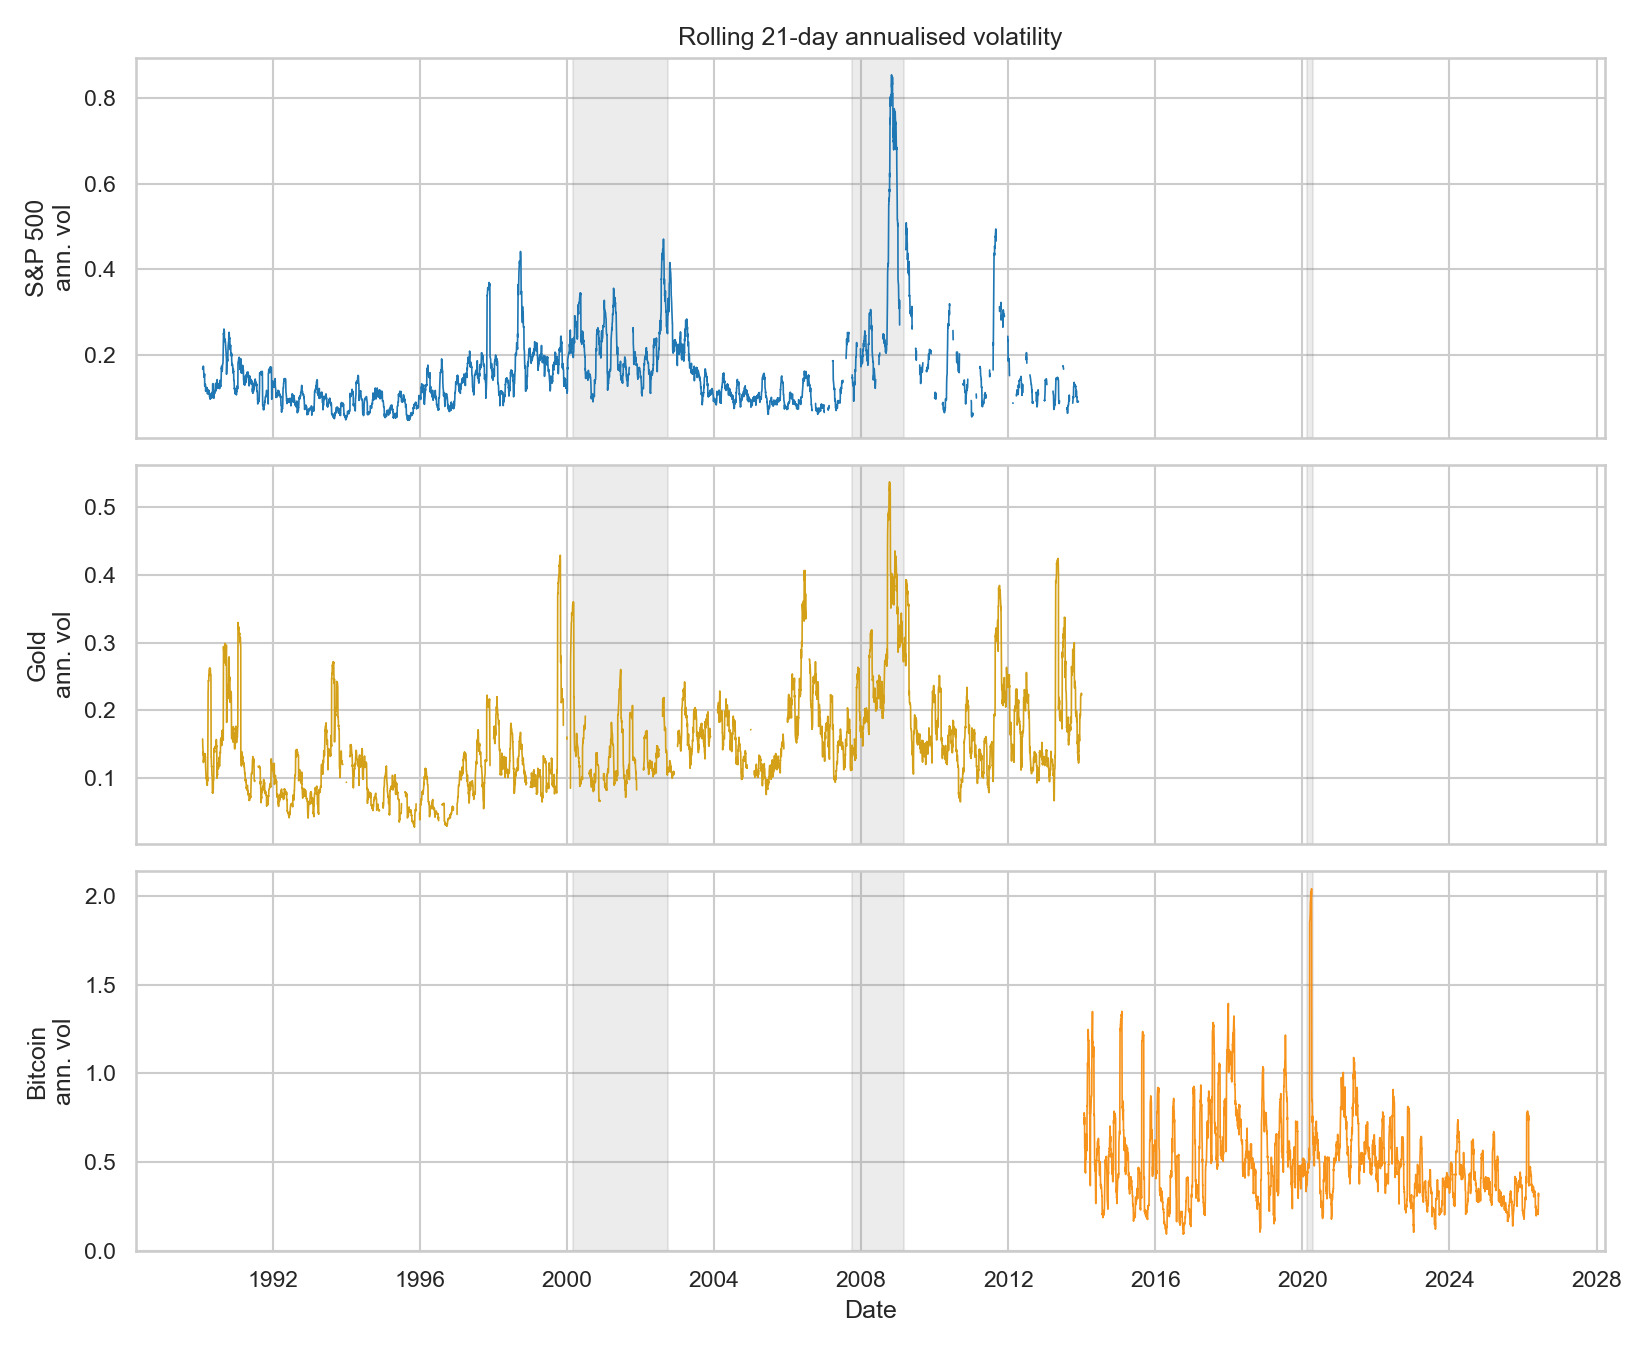 Rolling 21-day annualised volatility
S&P 500
ann. vol
0.8
0.6
0.4
0.2
Gold
ann. vol
0.5
0.4
0.3
0.2
0.1
Bitcoin
ann. vol
2.0
1.5
1.0
0.5
0.0
1992 1996 2000 2004 2008 2012 2016 2020 2024 2028
Date